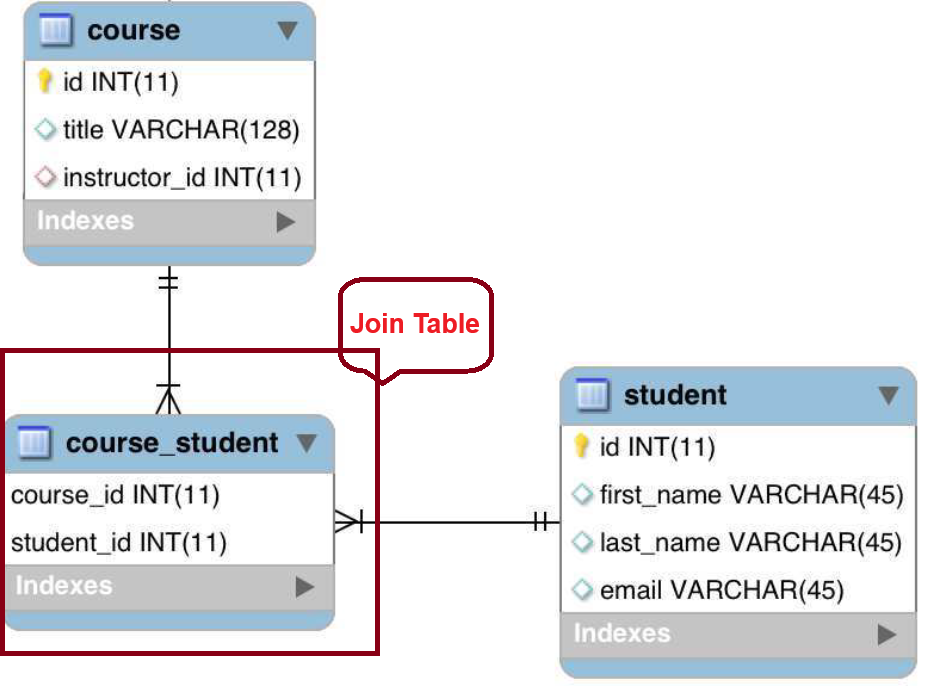 course
id INT(11)
title VARCHAR(128)
instructor_id INT(11)
Indexes
Join Table
course_student
course_id INT(11)
student_id INT(11)
Indexes
student
id INT(11)
first_name VARCHAR(45)
last_name VARCHAR(45)
email VARCHAR(45)
Indexes